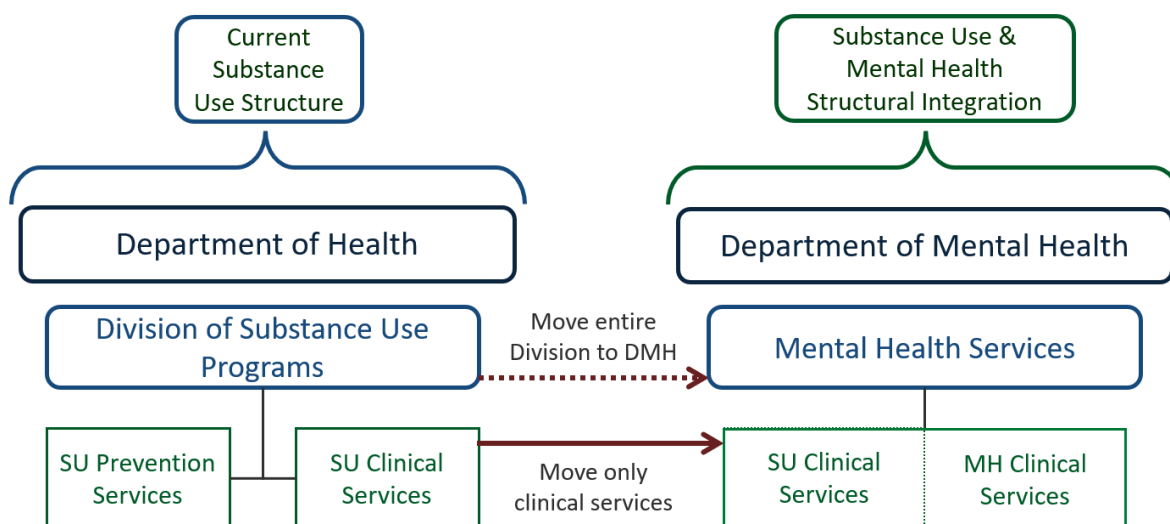 Current
Substance
Use Structure
Substance Use &
Mental Health
Structural Integration
Department of Health
Department of Mental Health
Division of Substance Use
Programs
Move entire
Division to DMH
Mental Health Services
SU Prevention
Services
SU Clinical
Services
Move only
clinical services
SU Clinical
Services
MH Clinical
Services